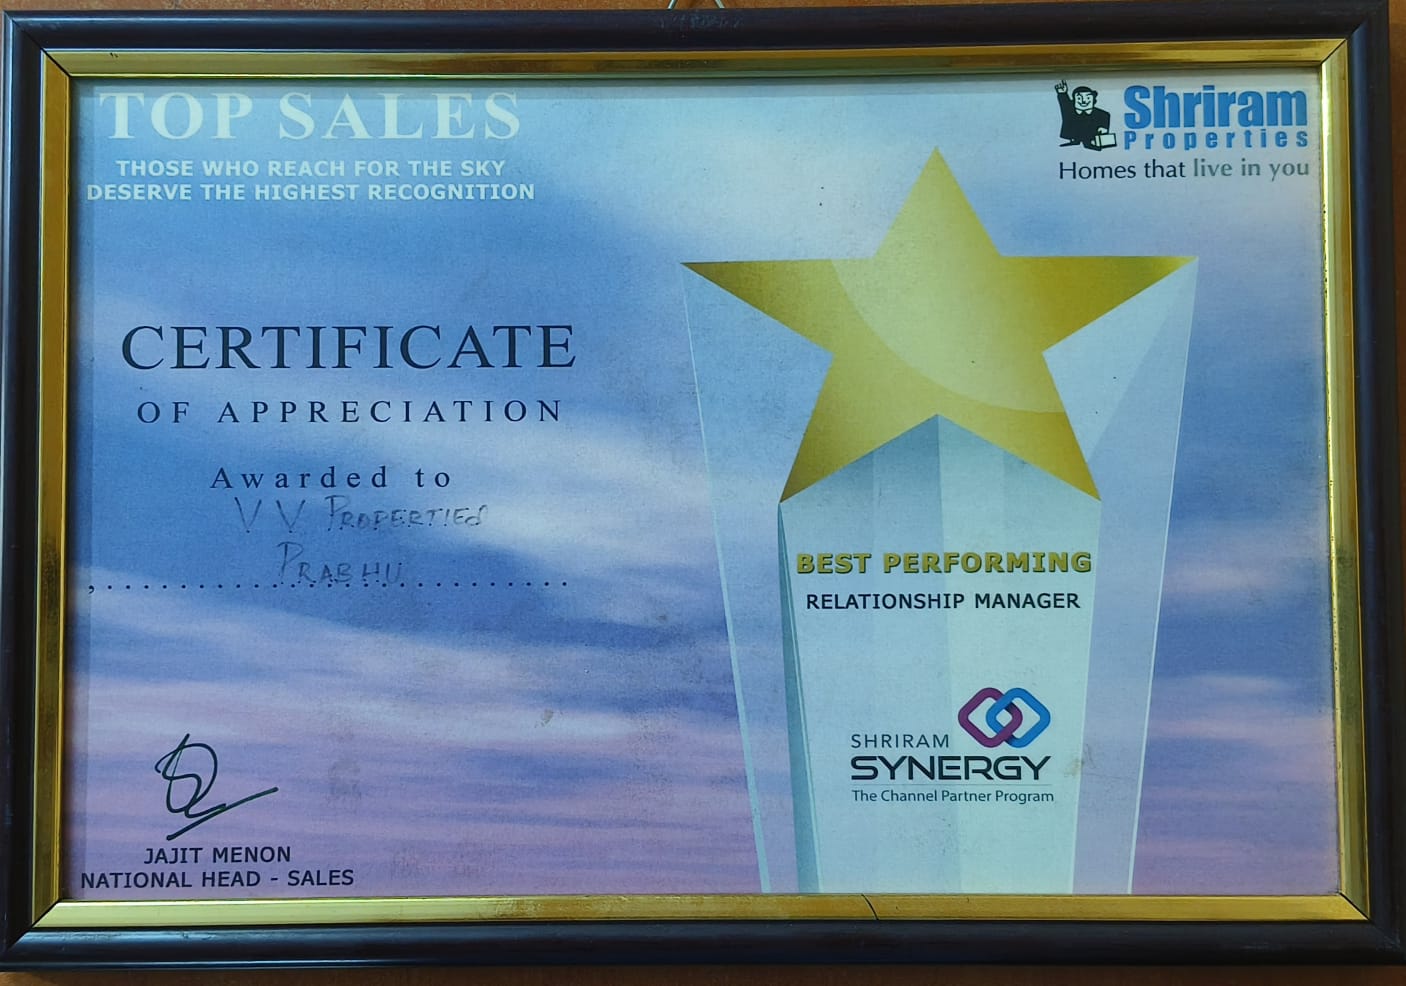 TOP SALES
THOSE WHO REACH FOR THE SKY
DESERVE THE HIGHEST RECOGNITION
Shriram
Properties
Homes that live in you
CERTIFICATE
OF APPRECIATION
Awarded to
V V PROPERTIES
PRABHU
BEST PERFORMING
RELATIONSHIP MANAGER
SHRIRAM
SYNERGY
The Channel Partner Program
JAJIT MENON
NATIONAL HEAD - SALES